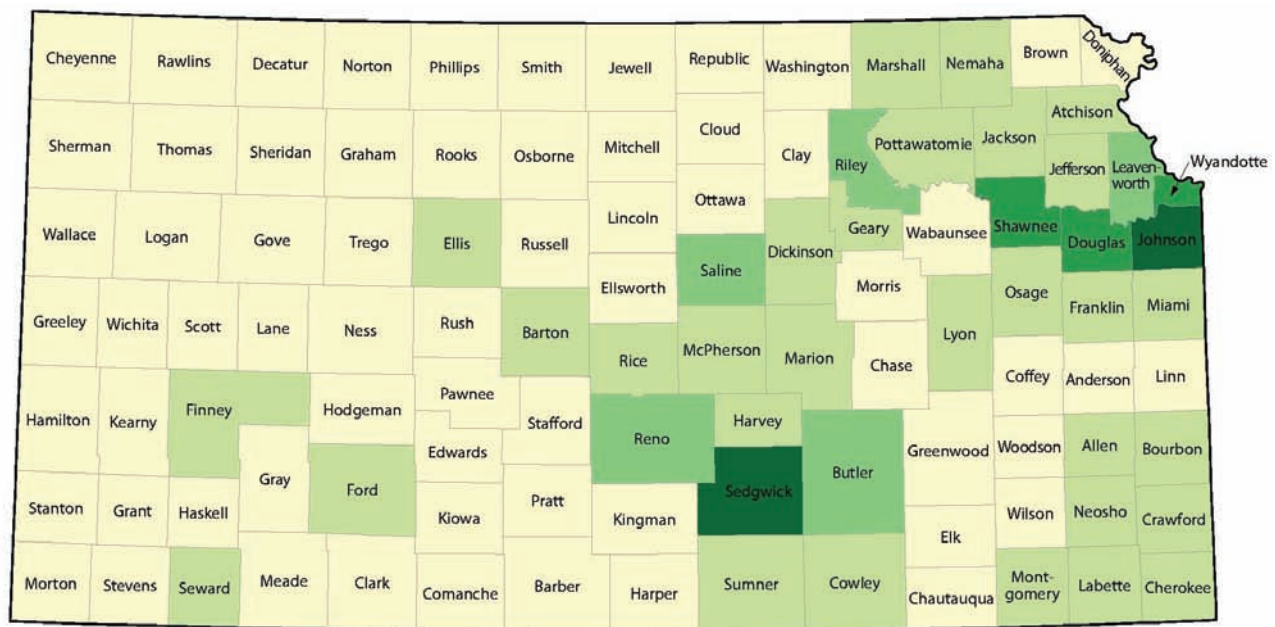 Cheyenne
Rawlins
Decatur
Norton
Phillips
Smith
Jewell
Republic
Washington
Marshall
Nemaha
Brown
Doniphan
Sherman
Thomas
Sheridan
Graham
Rooks
Osborne
Mitchell
Cloud
Clay
Riley
Pottawatomie
Jackson
Atchison
Jefferson
Leaven-
worth
Wyandotte
Wallace
Logan
Gove
Trego
Ellis
Russell
Lincoln
Ottawa
Saline
Dickinson
Geary
Wabaunsee
Shawnee
Douglas
Johnson
Ellsworth
Morris
Greeley
Wichita
Scott
Lane
Ness
Rush
Barton
Rice
McPherson
Marion
Chase
Lyon
Osage
Franklin
Miami
Hamilton
Kearny
Finney
Hodgeman
Pawnee
Stafford
Edwards
Reno
Harvey
Butler
Greenwood
Coffey
Anderson
Linn
Woodson
Allen
Bourbon
Stanton
Grant
Haskell
Gray
Ford
Kiowa
Pratt
Kingman
Sedgwick
Elk
Wilson
Neosho
Crawford
Morton
Stevens
Seward
Meade
Clark
Comanche
Barber
Harper
Sumner
Cowley
Chautauqua
Mont-
gomery
Labette
Cherokee